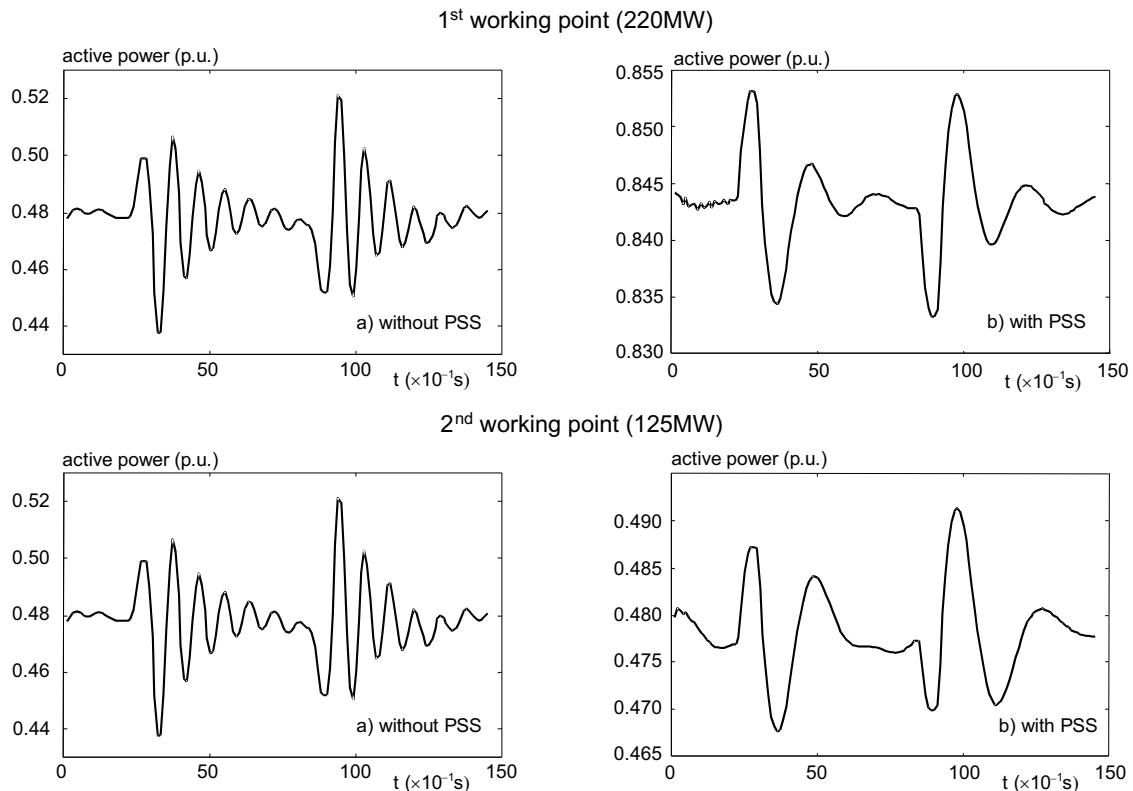 1st working point (220MW)
active power (p.u.)
0.52
0.50
0.48
0.46
0.44
a) without PSS
0
50
100
150
t (×10⁻¹s)
active power (p.u.)
0.855
0.850
0.845
0.840
0.835
0.830
b) with PSS
0
50
100
150
t (×10⁻¹s)
2nd working point (125MW)
active power (p.u.)
0.52
0.50
0.48
0.46
0.44
a) without PSS
0
50
100
150
t (×10⁻¹s)
active power (p.u.)
0.490
0.485
0.480
0.475
0.470
0.465
b) with PSS
0
50
100
150
t (×10⁻¹s)